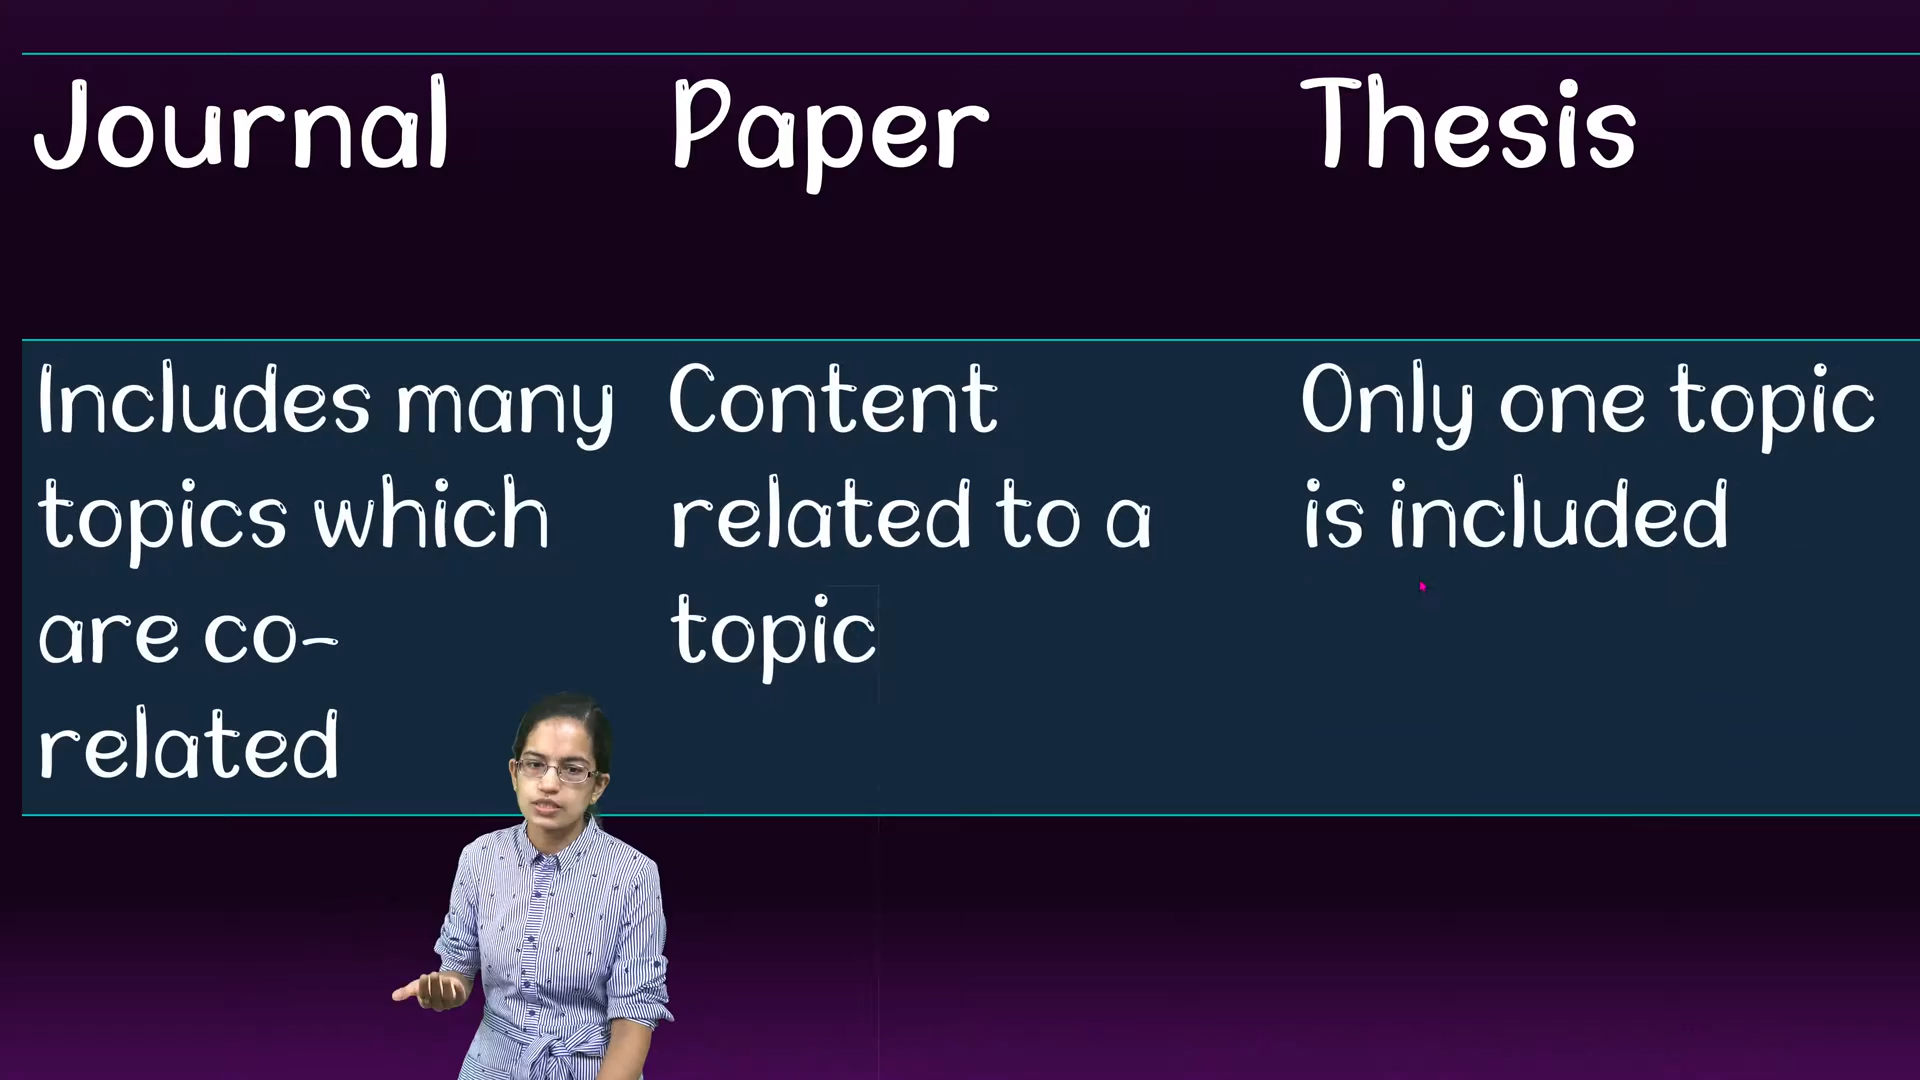 Journal
Paper
Thesis
Includes many
topics which
are co-
related
Content
related to a
topic
Only one topic
is included